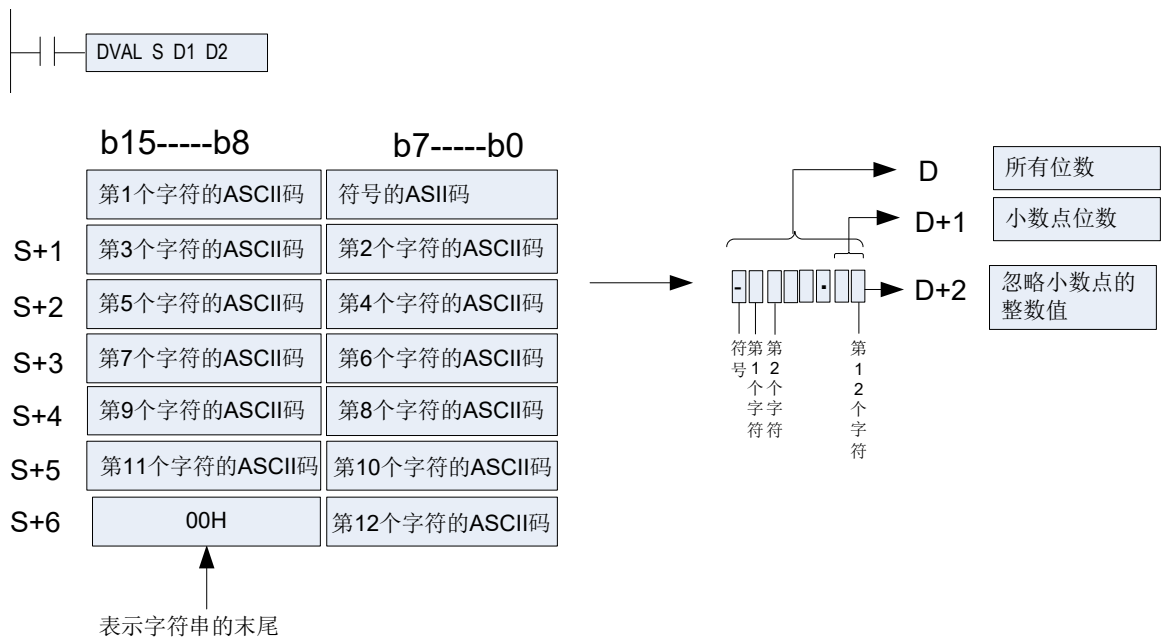 DVAL S D1 D2
b15-----b8
b7-----b0
第1个字符的ASCII码
符号的ASII码
S+1
第3个字符的ASCII码
第2个字符的ASCII码
S+2
第5个字符的ASCII码
第4个字符的ASCII码
S+3
第7个字符的ASCII码
第6个字符的ASCII码
S+4
第9个字符的ASCII码
第8个字符的ASCII码
S+5
第11个字符的ASCII码
第10个字符的ASCII码
S+6
00H
第12个字符的ASCII码
表示字符串的末尾
D
所有位数
D+1
小数点位数
- .
D+2
忽略小数点的
整数值
符号
第1个字符
第2个字符
第12个字符